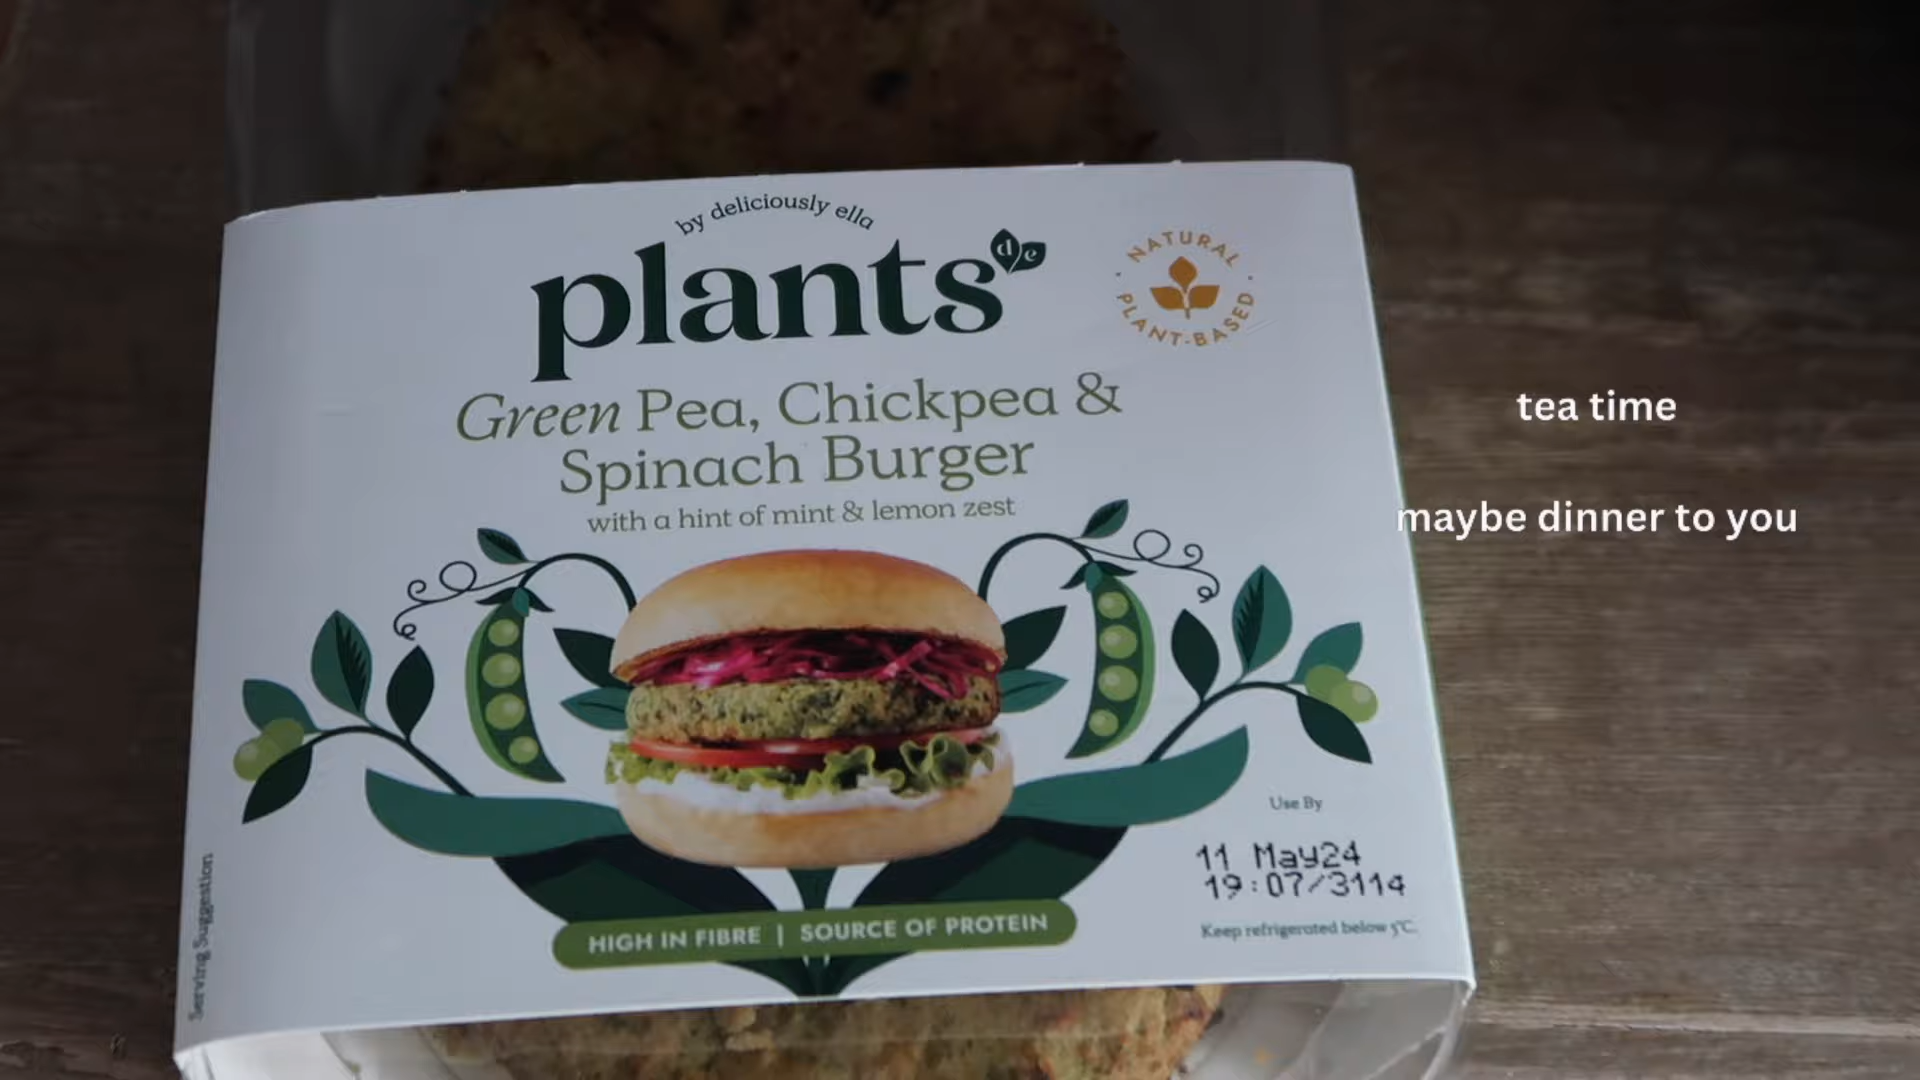 by deliciously ella
plants
d/e
NATURAL
PLANT-BASED
Green Pea, Chickpea &
Spinach Burger
with a hint of mint & lemon zest
tea time
maybe dinner to you
Use By
11 May24
19:07/3114
Keep refrigerated below 5°C.
HIGH IN FIBRE | SOURCE OF PROTEIN
Serving Suggestion